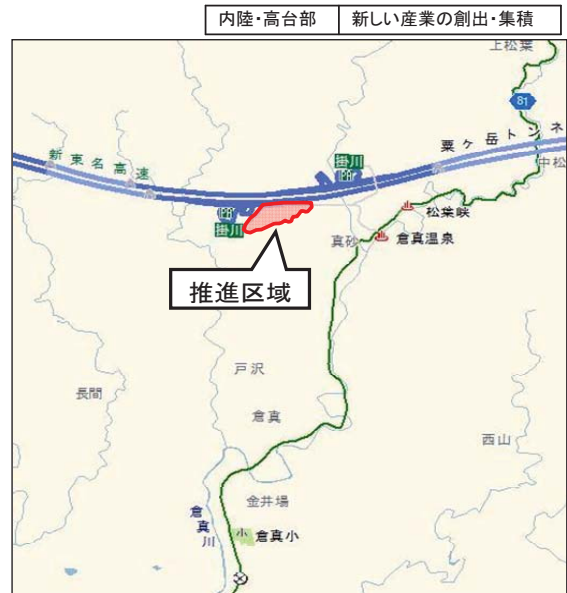 内陸・高台部
新しい産業の創出・集積
上松葉
81
粟ケ岳トンネ
新東名高速
掛川
中松
松葉峡
掛川
真砂
倉真温泉
推進区域
戸沢
長間
倉真
西山
金井場
倉真川
小
倉真小